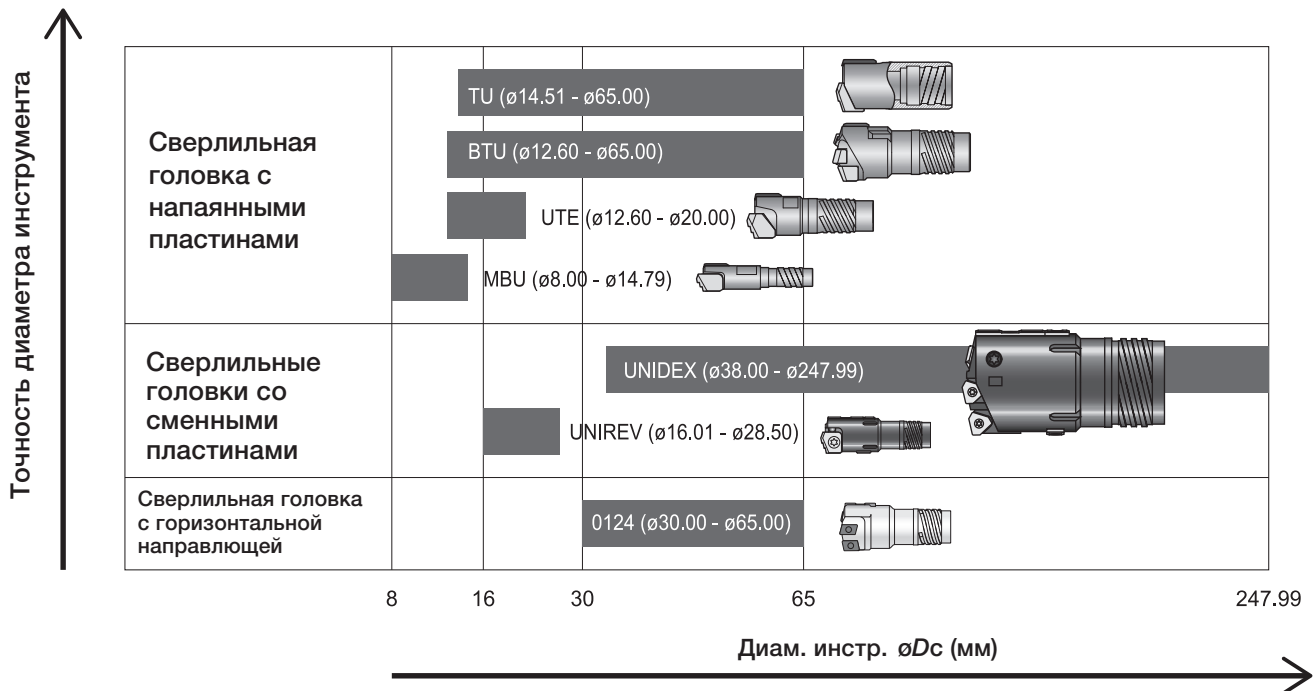 Точность диаметра инструмента
Сверлильная
головка с
напаянными
пластинами
TU (ø14.51 - ø65.00)
BTU (ø12.60 - ø65.00)
UTE (ø12.60 - ø20.00)
MBU (ø8.00 - ø14.79)
Сверлильные
головки со
сменными
пластинами
UNIDEX (ø38.00 - ø247.99)
UNIREV (ø16.01 - ø28.50)
Сверлильная головка
с горизонтальной
направлющей
0124 (ø30.00 - ø65.00)
8 16 30 65 247.99
Диам. инстр. øDc (мм)